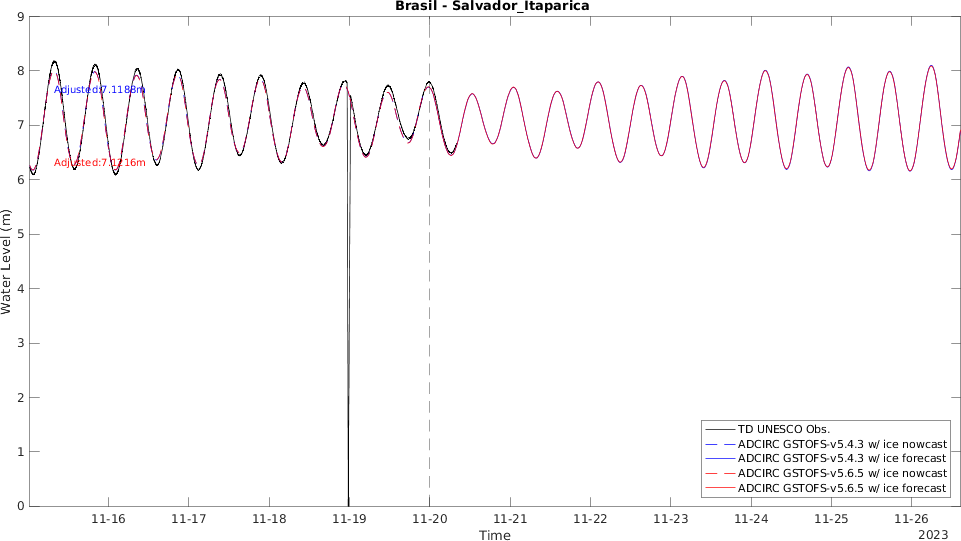 Brasil - Salvador_Itaparica
9
8
7
6
5
4
3
2
1
0
Water Level (m)
Adjusted:7.1188m
Adjusted:7.1216m
TD UNESCO Obs.
ADCIRC GSTOFS-v5.4.3 w/ ice nowcast
ADCIRC GSTOFS-v5.4.3 w/ ice forecast
ADCIRC GSTOFS-v5.6.5 w/ ice nowcast
ADCIRC GSTOFS-v5.6.5 w/ ice forecast
11-16 11-17 11-18 11-19 11-20 11-21 11-22 11-23 11-24 11-25 11-26
Time
2023